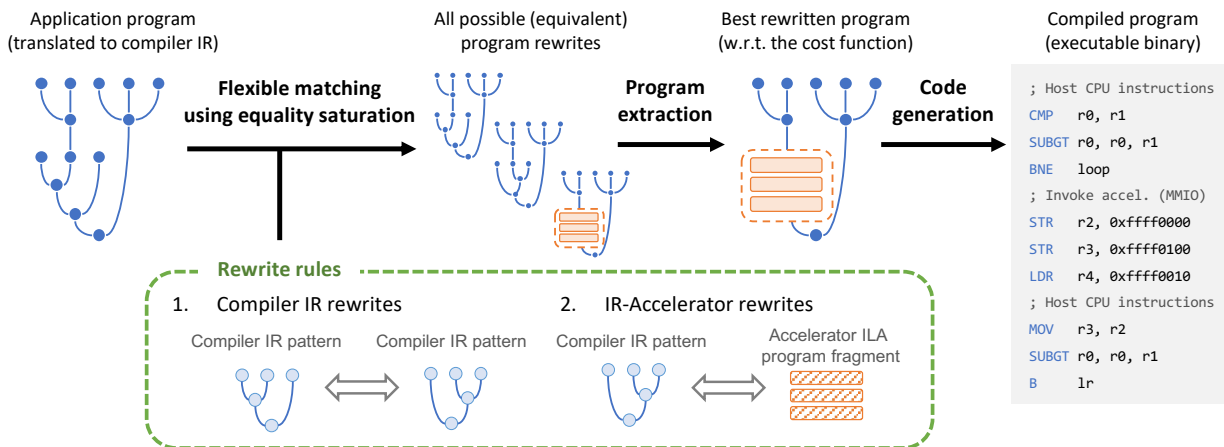 Application program
(translated to compiler IR)
Flexible matching
using equality saturation
All possible (equivalent)
program rewrites
Program
extraction
Best rewritten program
(w.r.t. the cost function)
Code
generation
Compiled program
(executable binary)
; Host CPU instructions
CMP r0, r1
SUBGT r0, r0, r1
BNE loop
; Invoke accel. (MMIO)
STR r2, 0xffff0000
STR r3, 0xffff0100
LDR r4, 0xffff0010
; Host CPU instructions
MOV r3, r2
SUBGT r0, r0, r1
B lr
Rewrite rules
1. Compiler IR rewrites
Compiler IR pattern
Compiler IR pattern
2. IR-Accelerator rewrites
Compiler IR pattern
Accelerator ILA
program fragment